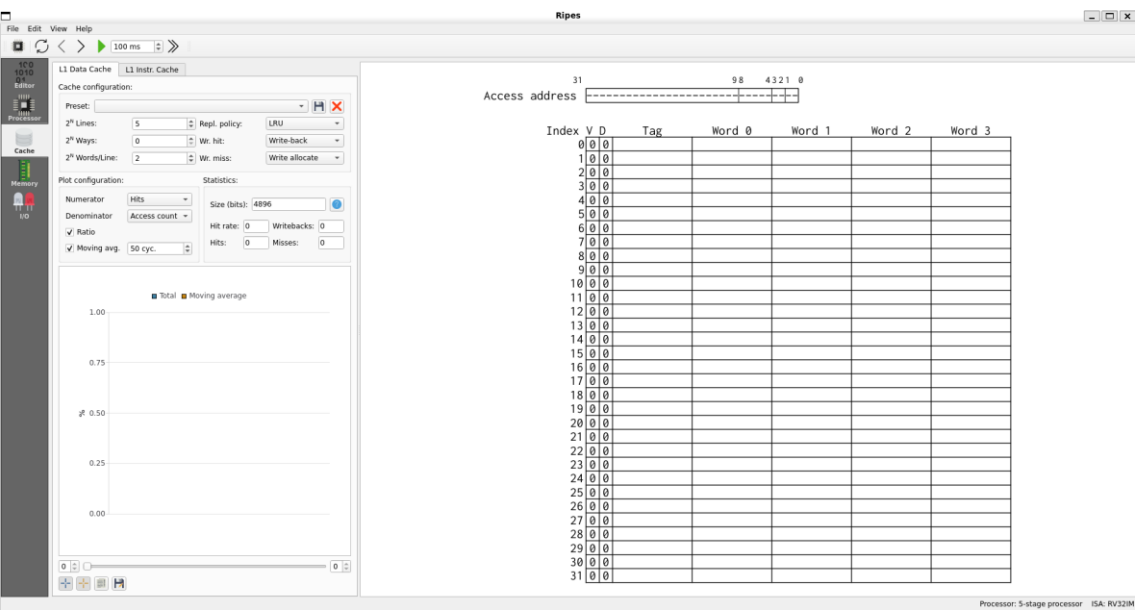 Ripes
File Edit View Help
100 ms
Editor
Processor
Cache
Memory
I/O
L1 Data Cache L1 Instr. Cache
Cache configuration:
Preset:
2^N Lines: 5 Repl. policy: LRU
2^N Ways: 0 Wr. hit: Write-back
2^N Words/Line: 2 Wr. miss: Write allocate
Plot configuration: Statistics:
Numerator Hits
Denominator Access count
Ratio
Moving avg. 50 cyc.
Size (bits): 4896
Hit rate: 0 Writebacks: 0
Hits: 0 Misses: 0
Total Moving average
1.00
0.75
% 0.50
0.25
0.00
0 0
31 9 8 4 3 2 1 0
Access address
Index V D Tag Word 0 Word 1 Word 2 Word 3
0 0 0
1 0 0
2 0 0
3 0 0
4 0 0
5 0 0
6 0 0
7 0 0
8 0 0
9 0 0
10 0 0
11 0 0
12 0 0
13 0 0
14 0 0
15 0 0
16 0 0
17 0 0
18 0 0
19 0 0
20 0 0
21 0 0
22 0 0
23 0 0
24 0 0
25 0 0
26 0 0
27 0 0
28 0 0
29 0 0
30 0 0
31 0 0
Processor: 5-stage processor ISA: RV32IM